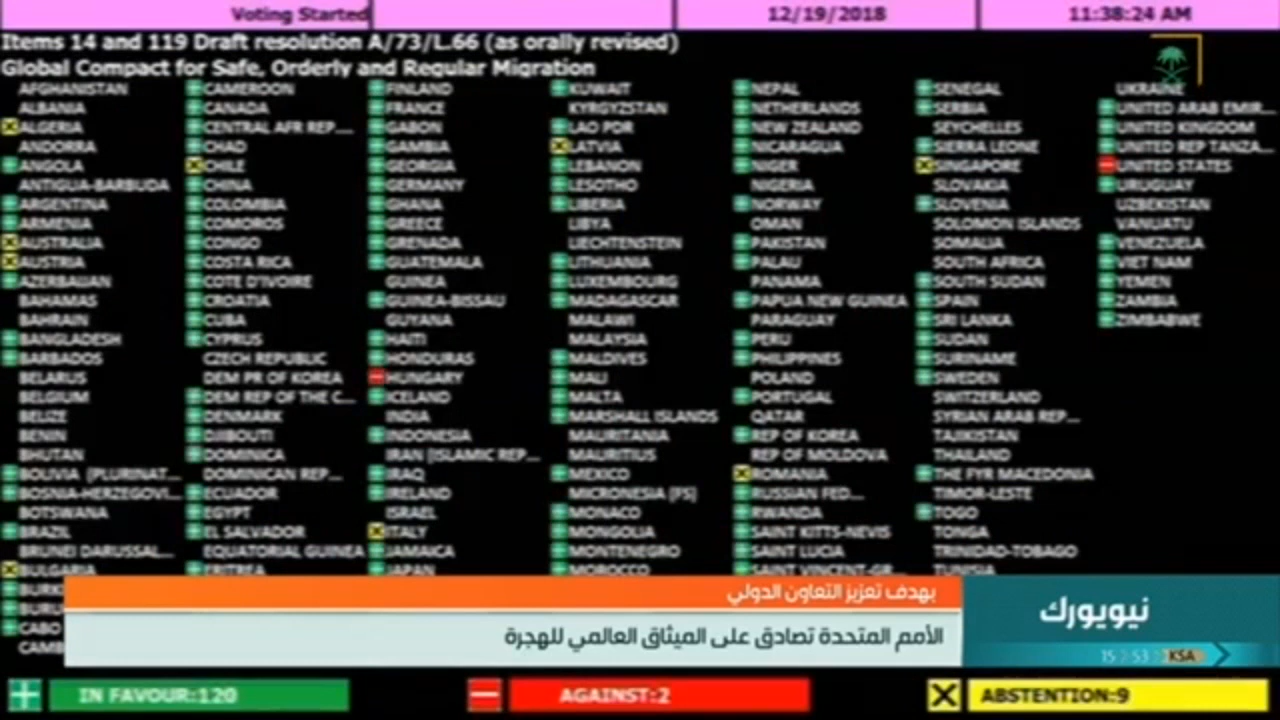 Voting Started
12/19/2018
11:38:24 AM
Items 14 and 119 Draft resolution A/73/L.66 (as orally revised)
Global Compact for Safe, Orderly and Regular Migration
AFGHANISTAN
ALBANIA
ALGERIA
ANDORRA
ANGOLA
ANTIGUA-BARBUDA
ARGENTINA
ARMENIA
AUSTRALIA
AUSTRIA
AZERBAIJAN
BAHAMAS
BAHRAIN
BANGLADESH
BARBADOS
BELARUS
BELGIUM
BELIZE
BENIN
BHUTAN
BOLIVIA (PLURINAT...
BOSNIA-HERZEGOVI...
BOTSWANA
BRAZIL
BRUNEI DARUSSAL...
BULGARIA
CABO
CAMEROON
CANADA
CENTRAL AFR REP...
CHAD
CHILE
CHINA
COLOMBIA
COMOROS
CONGO
COSTA RICA
COTE D'IVOIRE
CROATIA
CUBA
CYPRUS
CZECH REPUBLIC
DEM PR OF KOREA
DEM REP OF THE C...
DENMARK
DJIBOUTI
DOMINICA
DOMINICAN REP...
ECUADOR
EGYPT
EL SALVADOR
EQUATORIAL GUINEA
ERITREA
FINLAND
FRANCE
GABON
GAMBIA
GEORGIA
GERMANY
GHANA
GREECE
GRENADA
GUATEMALA
GUINEA
GUINEA-BISSAU
GUYANA
HAITI
HONDURAS
HUNGARY
ICELAND
INDIA
INDONESIA
IRAN (ISLAMIC REP...
IRAQ
IRELAND
ISRAEL
ITALY
JAMAICA
JAPAN
KUWAIT
KYRGYZSTAN
LAO PDR
LATVIA
LEBANON
LESOTHO
LIBERIA
LIBYA
LIECHTENSTEIN
LITHUANIA
LUXEMBOURG
MADAGASCAR
MALAWI
MALAYSIA
MALDIVES
MALI
MALTA
MARSHALL ISLANDS
MAURITANIA
MAURITIUS
MEXICO
MICRONESIA (FS)
MONACO
MONGOLIA
MONTENEGRO
MOROCCO
NEPAL
NETHERLANDS
NEW ZEALAND
NICARAGUA
NIGER
NIGERIA
NORWAY
OMAN
PAKISTAN
PALAU
PANAMA
PAPUA NEW GUINEA
PARAGUAY
PERU
PHILIPPINES
POLAND
PORTUGAL
QATAR
REP OF KOREA
REP OF MOLDOVA
ROMANIA
RUSSIAN FED...
RWANDA
SAINT KITTS-NEVIS
SAINT LUCIA
SAINT VINCENT-GR...
SENEGAL
SERBIA
SEYCHELLES
SIERRA LEONE
SINGAPORE
SLOVAKIA
SLOVENIA
SOLOMON ISLANDS
SOMALIA
SOUTH AFRICA
SOUTH SUDAN
SPAIN
SRI LANKA
SUDAN
SURINAME
SWEDEN
SWITZERLAND
SYRIAN ARAB REP...
TAJIKISTAN
THAILAND
THE FYR MACEDONIA
TIMOR-LESTE
TOGO
TONGA
TRINIDAD-TOBAGO
TUNISIA
UKRAINE
UNITED ARAB EMIR...
UNITED KINGDOM
UNITED REP TANZA...
UNITED STATES
URUGUAY
UZBEKISTAN
VANUATU
VENEZUELA
VIET NAM
YEMEN
ZAMBIA
ZIMBABWE
بهدف تعزيز التعاون الدولي
الأمم المتحدة تصادق على الميثاق العالمي للهجرة
نيويورك
15:53 KSA
IN FAVOUR:120
AGAINST:2
ABSTENTION:9